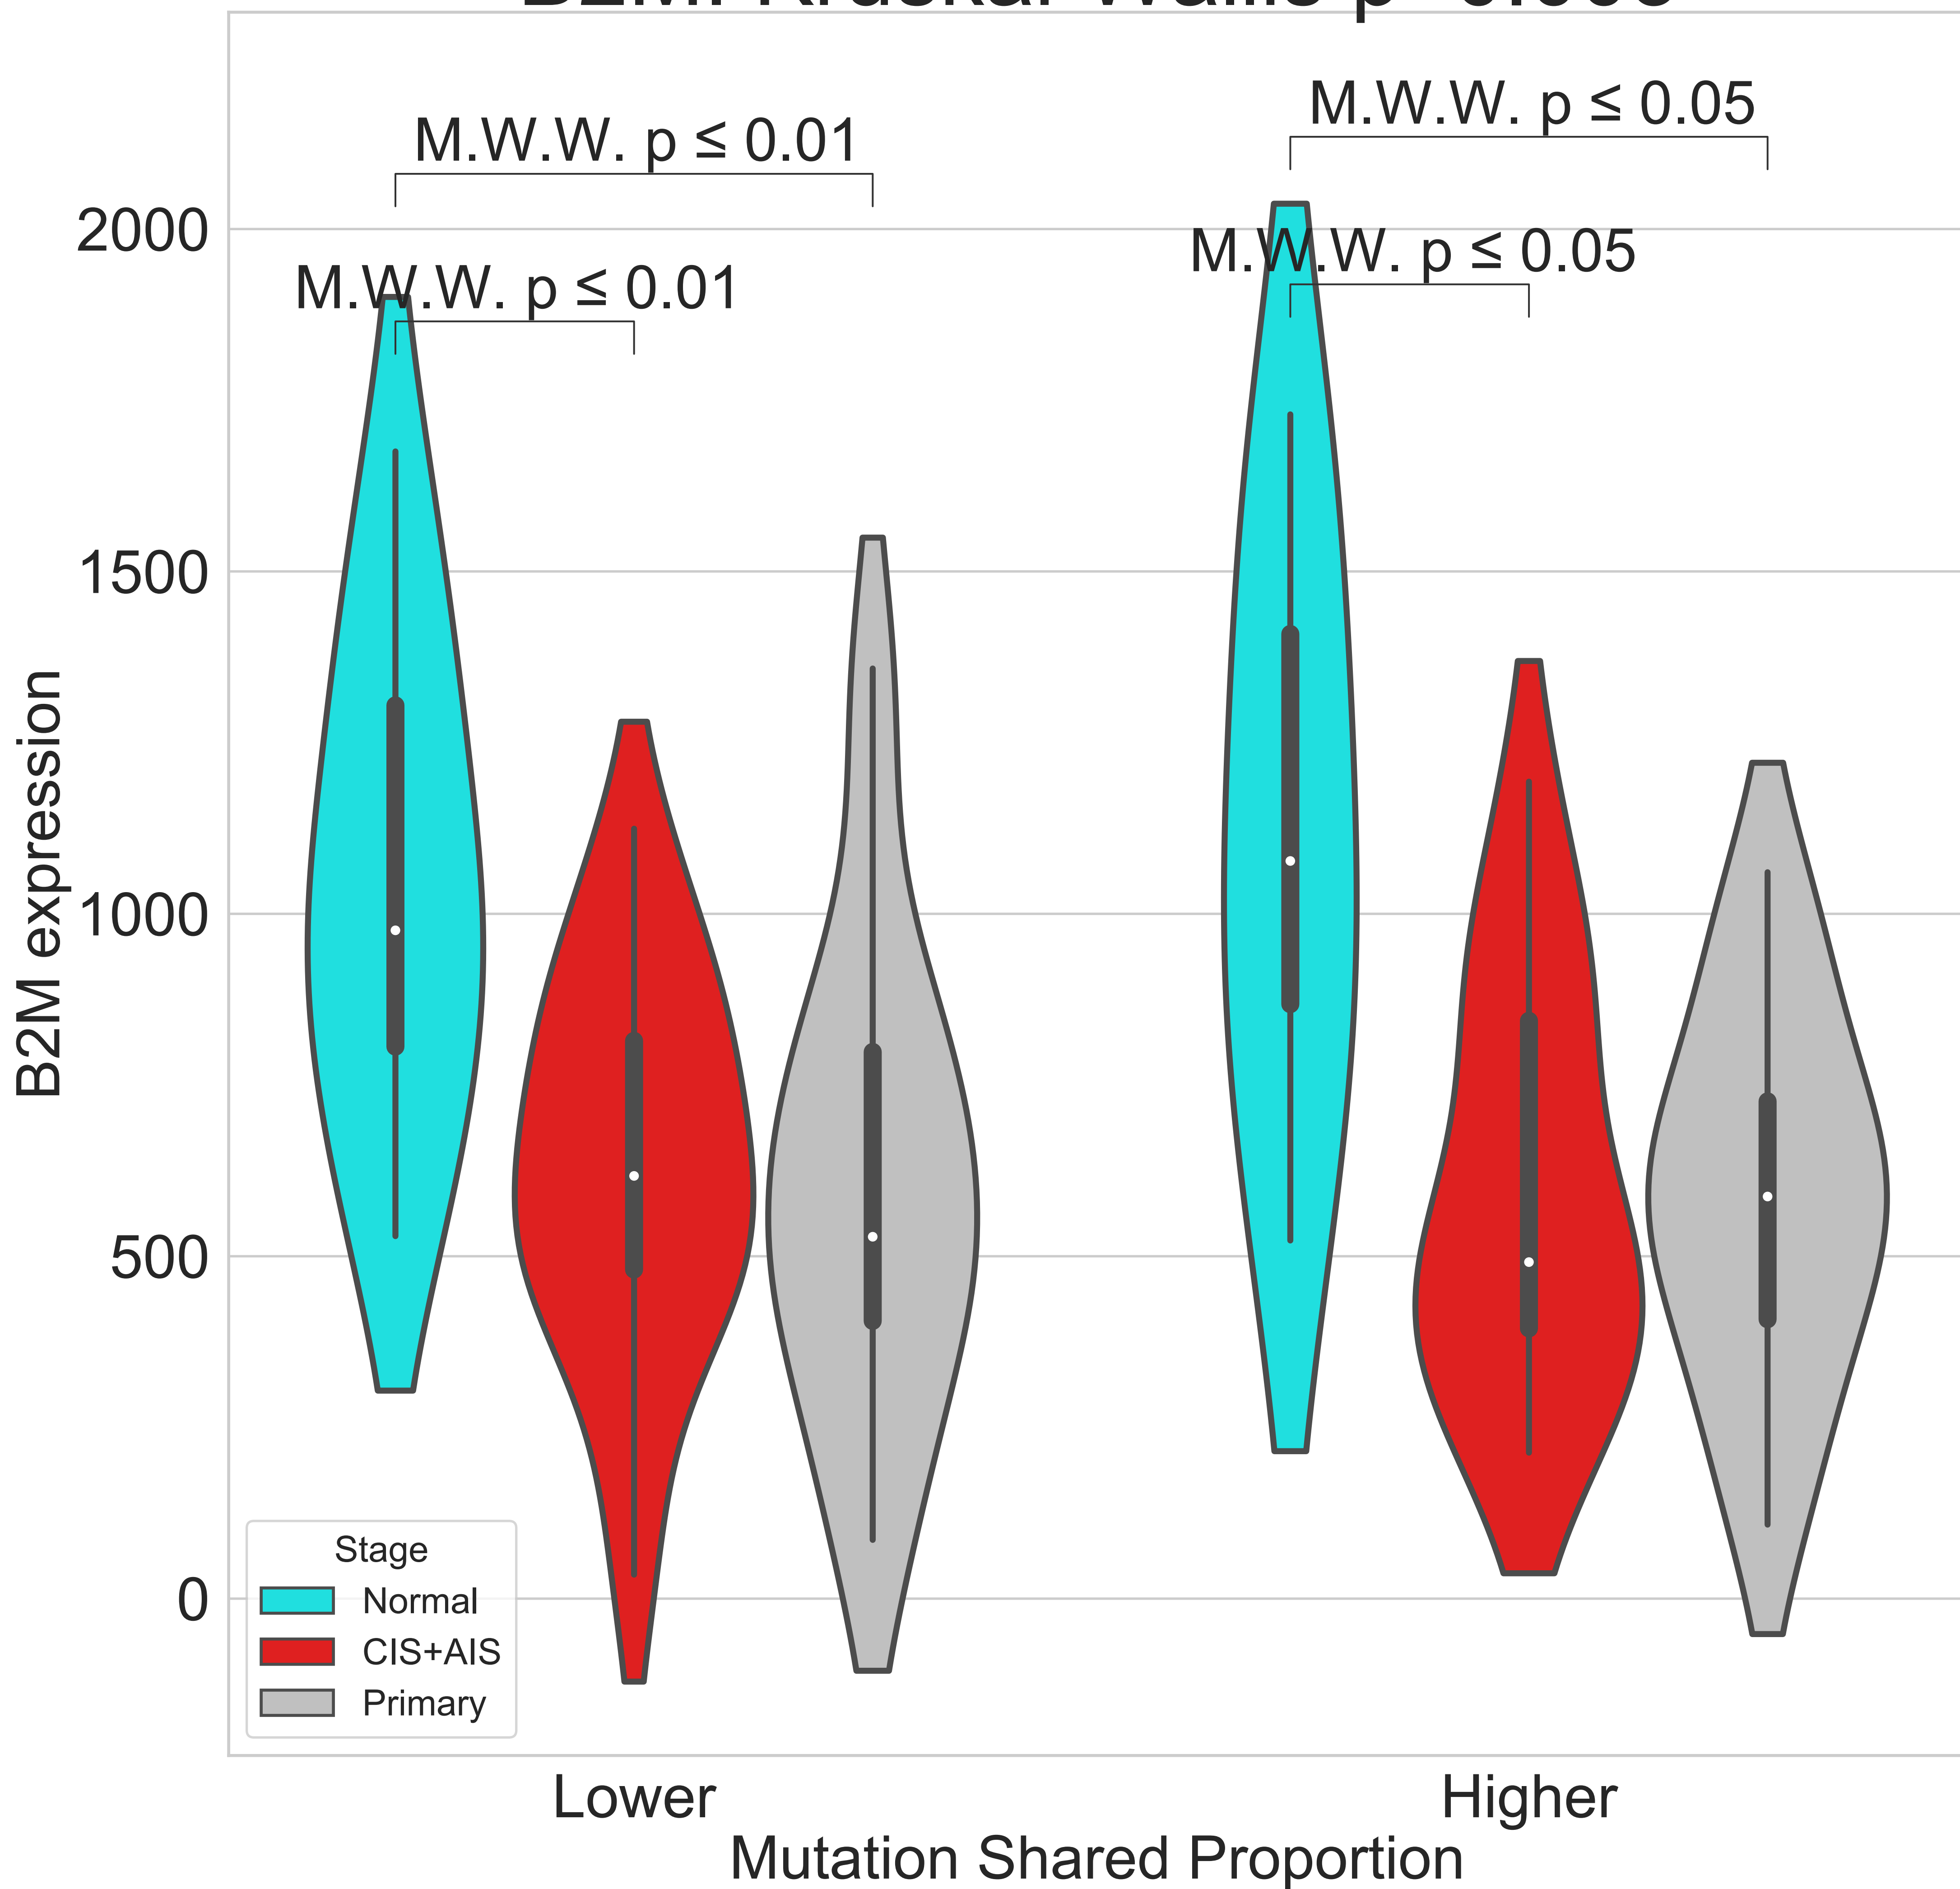 M.W.W. p ≤ 0.05
M.W.W. p ≤ 0.01
2000
M.W.W. p ≤ 0.05
M.W.W. p ≤ 0.01
1500
1000
500
0
B2M expression
Stage
Normal
CIS+AIS
Primary
Lower
Higher
Mutation Shared Proportion